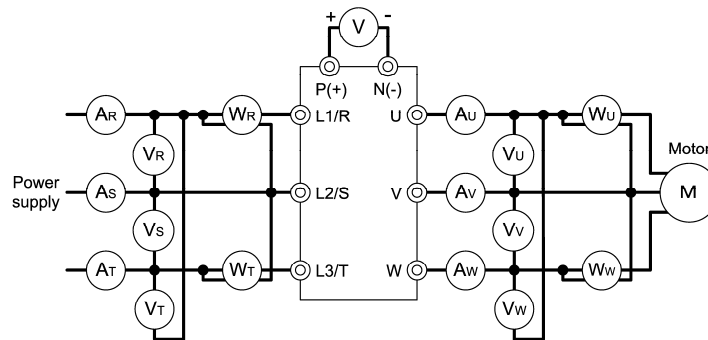 + V -
P(+) N(-)
AR WR L1/R U AU WU
Motor
VR VU
Power supply
AS L2/S V AV M
VS VV
AT WT L3/T W AW WW
VT VW